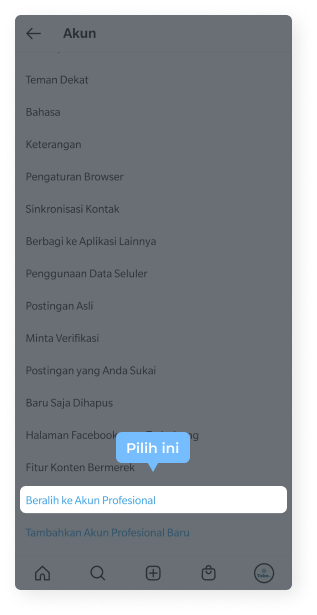 Akun
Teman Dekat
Bahasa
Keterangan
Pengaturan Browser
Sinkronisasi Kontak
Berbagi ke Aplikasi Lainnya
Penggunaan Data Seluler
Postingan Asli
Minta Verifikasi
Postingan yang Anda Sukai
Baru Saja Dihapus
Halaman Facebook
Pilih ini
Fitur Konten Bermerek
Beralih ke Akun Profesional
Tambahkan Akun Profesional Baru